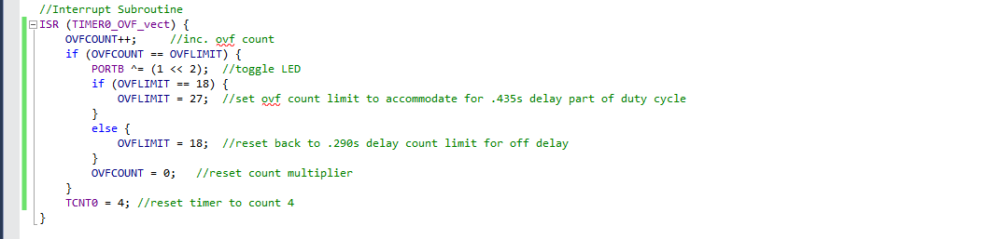 //Interrupt Subroutine
ISR (TIMER0_OVF_vect) {
    OVFCOUNT++;     //inc. ovf count
    if (OVFCOUNT == OVFLIMIT) {
        PORTB ^= (1 << 2);  //toggle LED
        if (OVFLIMIT == 18) {
            OVFLIMIT = 27;  //set ovf count limit to accommodate for .435s delay part of duty cycle
        }
        else {
            OVFLIMIT = 18;  //reset back to .290s delay count limit for off delay
        }
        OVFCOUNT = 0;   //reset count multiplier
    }
    TCNT0 = 4; //reset timer to count 4
}